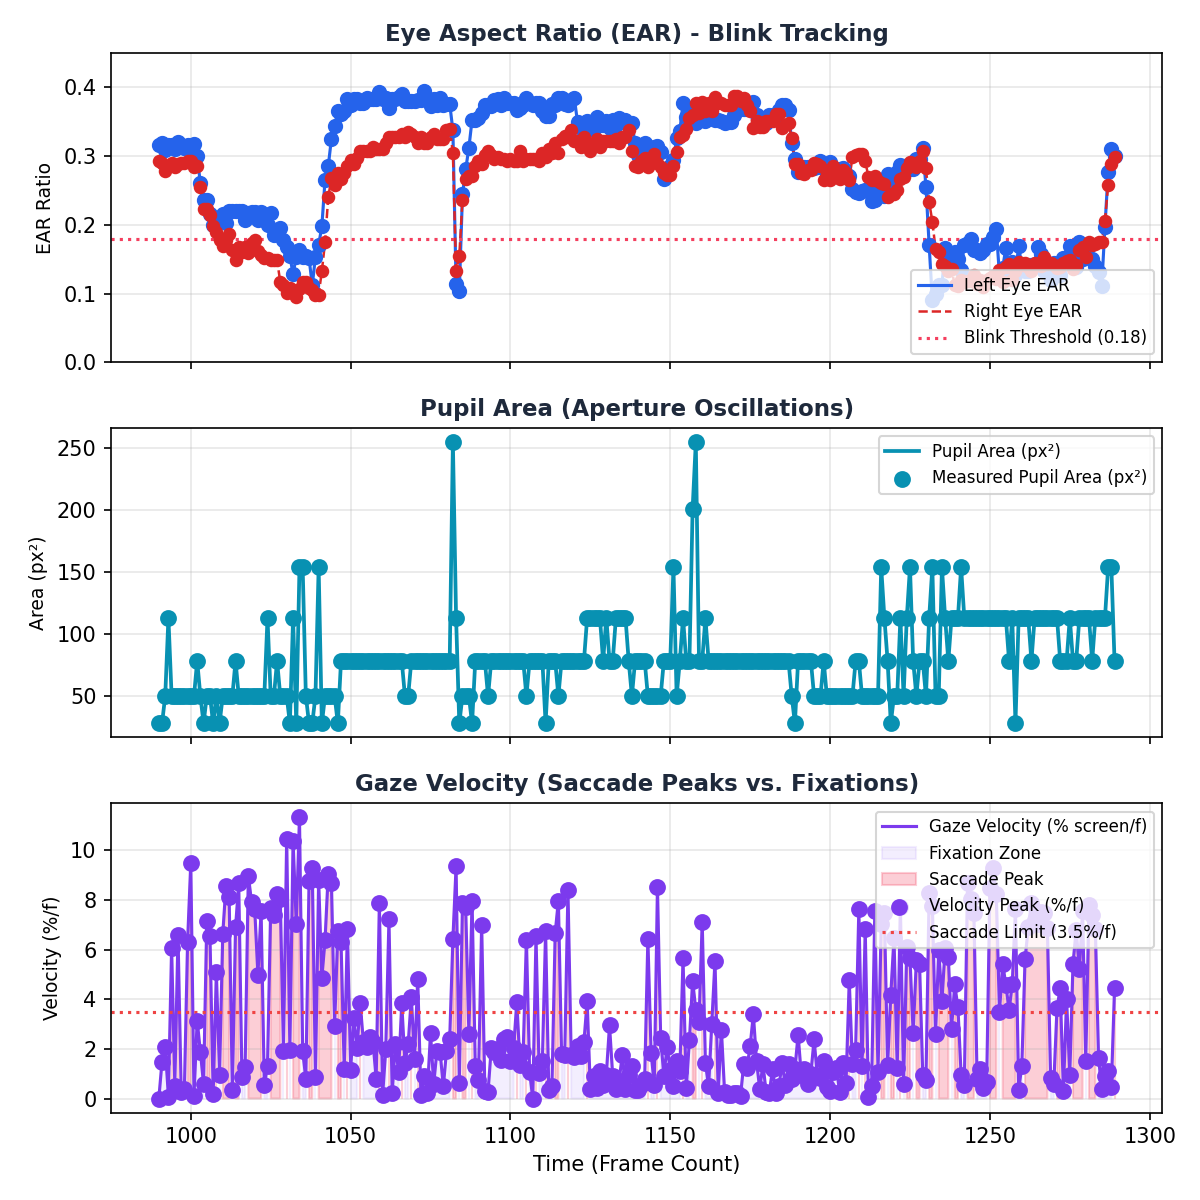 Eye Aspect Ratio (EAR) - Blink Tracking
EAR Ratio
0.4
0.3
0.2
0.1
0.0
Left Eye EAR
Right Eye EAR
Blink Threshold (0.18)
Pupil Area (Aperture Oscillations)
Area (px²)
250
200
150
100
50
Pupil Area (px²)
Measured Pupil Area (px²)
Gaze Velocity (Saccade Peaks vs. Fixations)
Velocity (%/f)
10
8
6
4
2
0
Gaze Velocity (% screen/f)
Fixation Zone
Saccade Peak
Velocity Peak (%/f)
Saccade Limit (3.5%/f)
1000 1050 1100 1150 1200 1250 1300
Time (Frame Count)